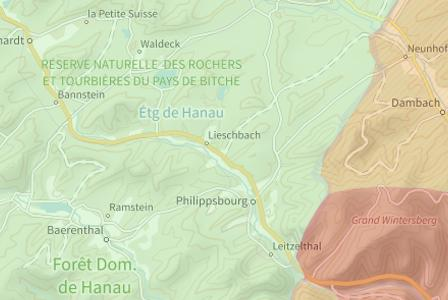 la Petite Suisse
hardt
Waldeck
RÉSERVE NATURELLE DES ROCHERS
ET TOURBIÈRES DU PAYS DE BITCHE
Neunhof
Bannstein
Dambach
Étg de Hanau
Lieschbach
Philippsbourg
Ramstein
Grand Wintersberg
Baerenthal
Leitzelthal
Forêt Dom.
de Hanau